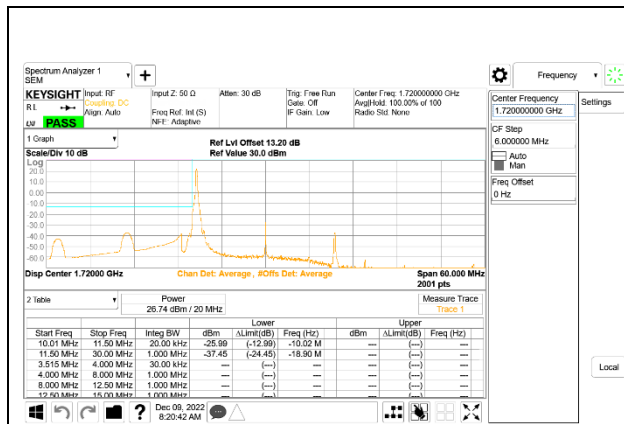 Spectrum Analyzer 1
SEM
+
Frequency
KEYSIGHT
Input: RF
Input Z: 50 Ω
Atten: 30 dB
Trig: Free Run
Center Freq: 1.720000000 GHz
RL
Coupling: DC
Gate: Off
Avg|Hold: 100.00% of 100
Align: Auto
Freq Ref: Int (S)
IF Gain: Low
Radio Std: None
LW
PASS
NFE: Adaptive
Center Frequency
1.720000000 GHz
Settings
CF Step
6.000000 MHz
Auto
Man
Freq Offset
0 Hz
1 Graph
Ref Lvl Offset 13.20 dB
Scale/Div 10 dB
Ref Value 30.0 dBm
Log
20.0
10.0
0.00
-10.0
-20.0
-30.0
-40.0
-50.0
-60.0
Disp Center 1.72000 GHz
Chan Det: Average , #Offs Det: Average
Span 60.000 MHz
2001 pts
2 Table
Power
26.74 dBm / 20 MHz
Measure Trace
Trace 1
Lower Upper
Start Freq Stop Freq Integ BW dBm ΔLimit(dB) Freq (Hz) dBm ΔLimit(dB) Freq (Hz)
10.01 MHz 11.50 MHz 20.00 kHz -25.99 (-12.99) -10.02 M --- (---) ---
11.50 MHz 30.00 MHz 1.000 MHz -37.45 (-24.45) -18.90 M --- (---) ---
3.515 MHz 4.000 MHz 30.00 kHz --- (---) --- --- (---) ---
4.000 MHz 8.000 MHz 1.000 MHz --- (---) --- --- (---) ---
8.000 MHz 12.50 MHz 1.000 MHz --- (---) --- --- (---) ---
12.50 MHz 15.00 MHz 1.000 MHz --- (---) --- --- (---) ---
Local
?
Dec 09, 2022
8:20:42 AM